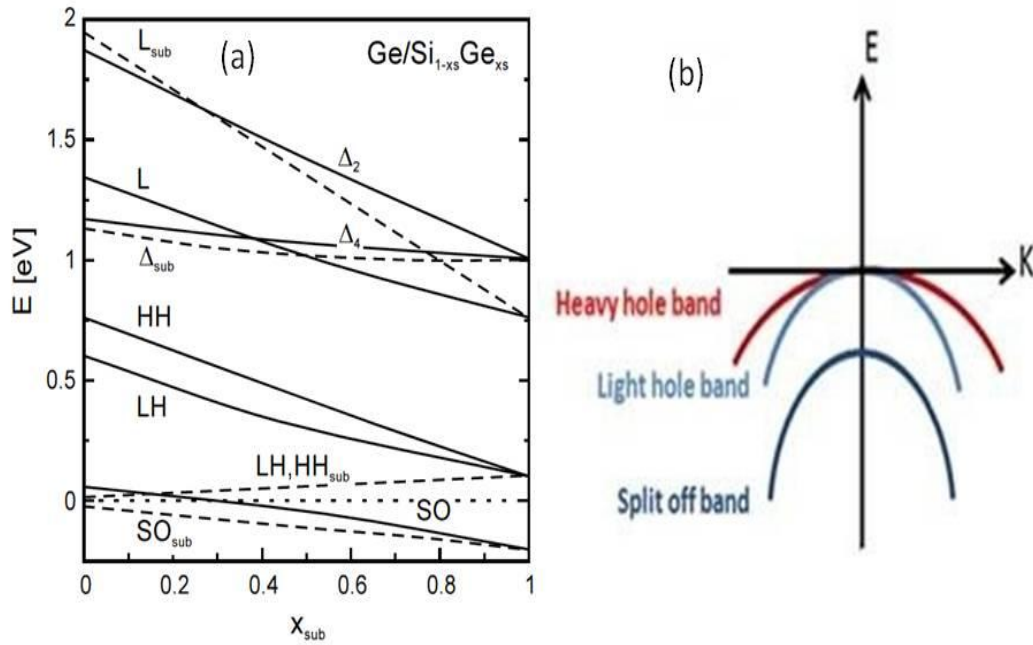 (a)
Ge/Si1-xsGexs
Lsub
Δ2
L
Δ4
Δsub
HH
LH
LH,HHsub
SO
SOsub
E [eV]
2
1.5
1
0.5
0
0
0.2
0.4
0.6
0.8
1
xsub
(b)
E
K
Heavy hole band
Light hole band
Split off band